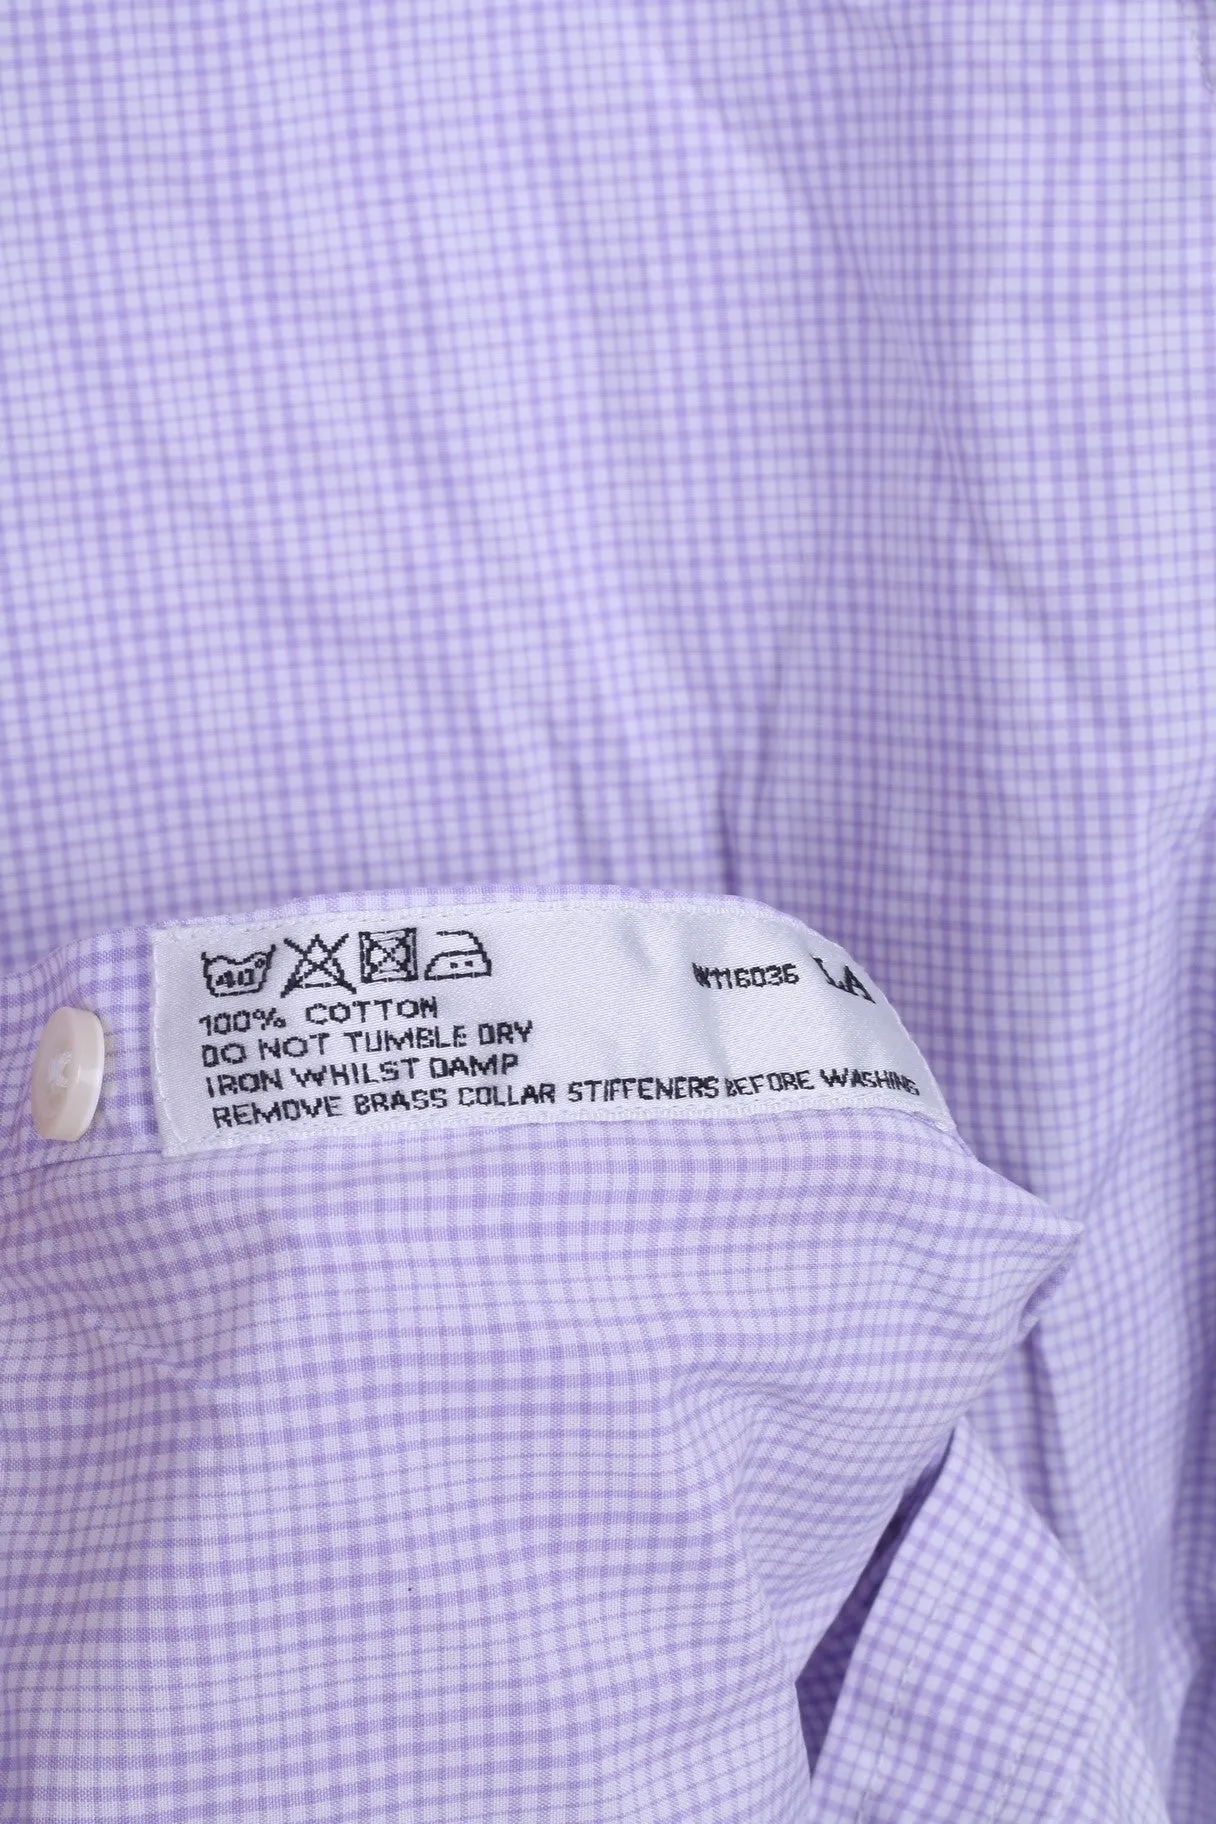 40°
100% COTTON
DO NOT TUMBLE DRY
IRON WHILST DAMP
REMOVE BRASS COLLAR STIFFENERS BEFORE WASHING
W116036 LA